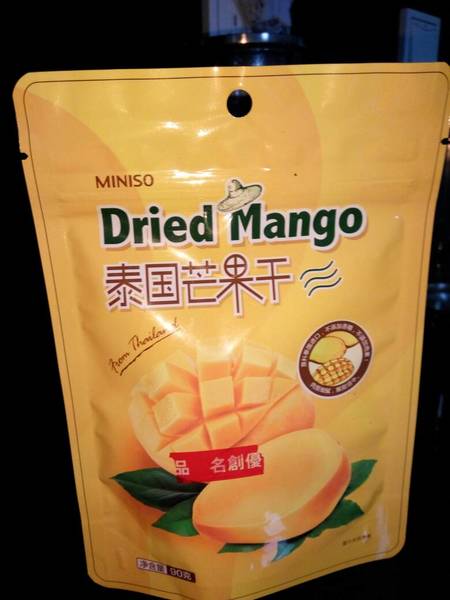 MINISO
Dried Mango
泰国芒果干
from Thailand
品 名創優
净含量 90克